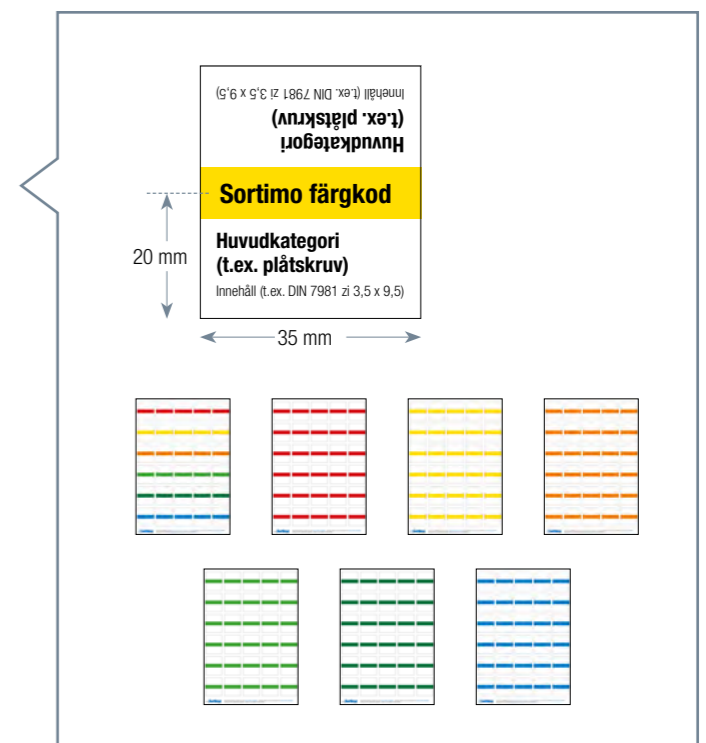 Innehåll (t.ex. DIN 7981 zi 3,5 x 9,5)
(t.ex. plåtskruv)
Huvudkategori
Sortimo färgkod
20 mm
Huvudkategori
(t.ex. plåtskruv)
Innehåll (t.ex. DIN 7981 zi 3,5 x 9,5)
35 mm